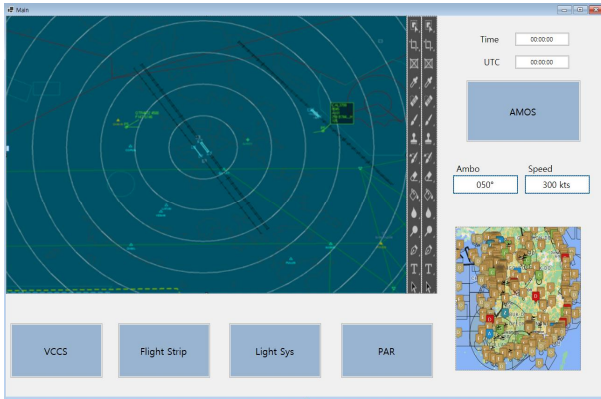 Main
Time 00:00:00
UTC 00:00:00
AMOS
Ambo Speed
050° 300 kts
VCCS Flight Strip Light Sys PAR